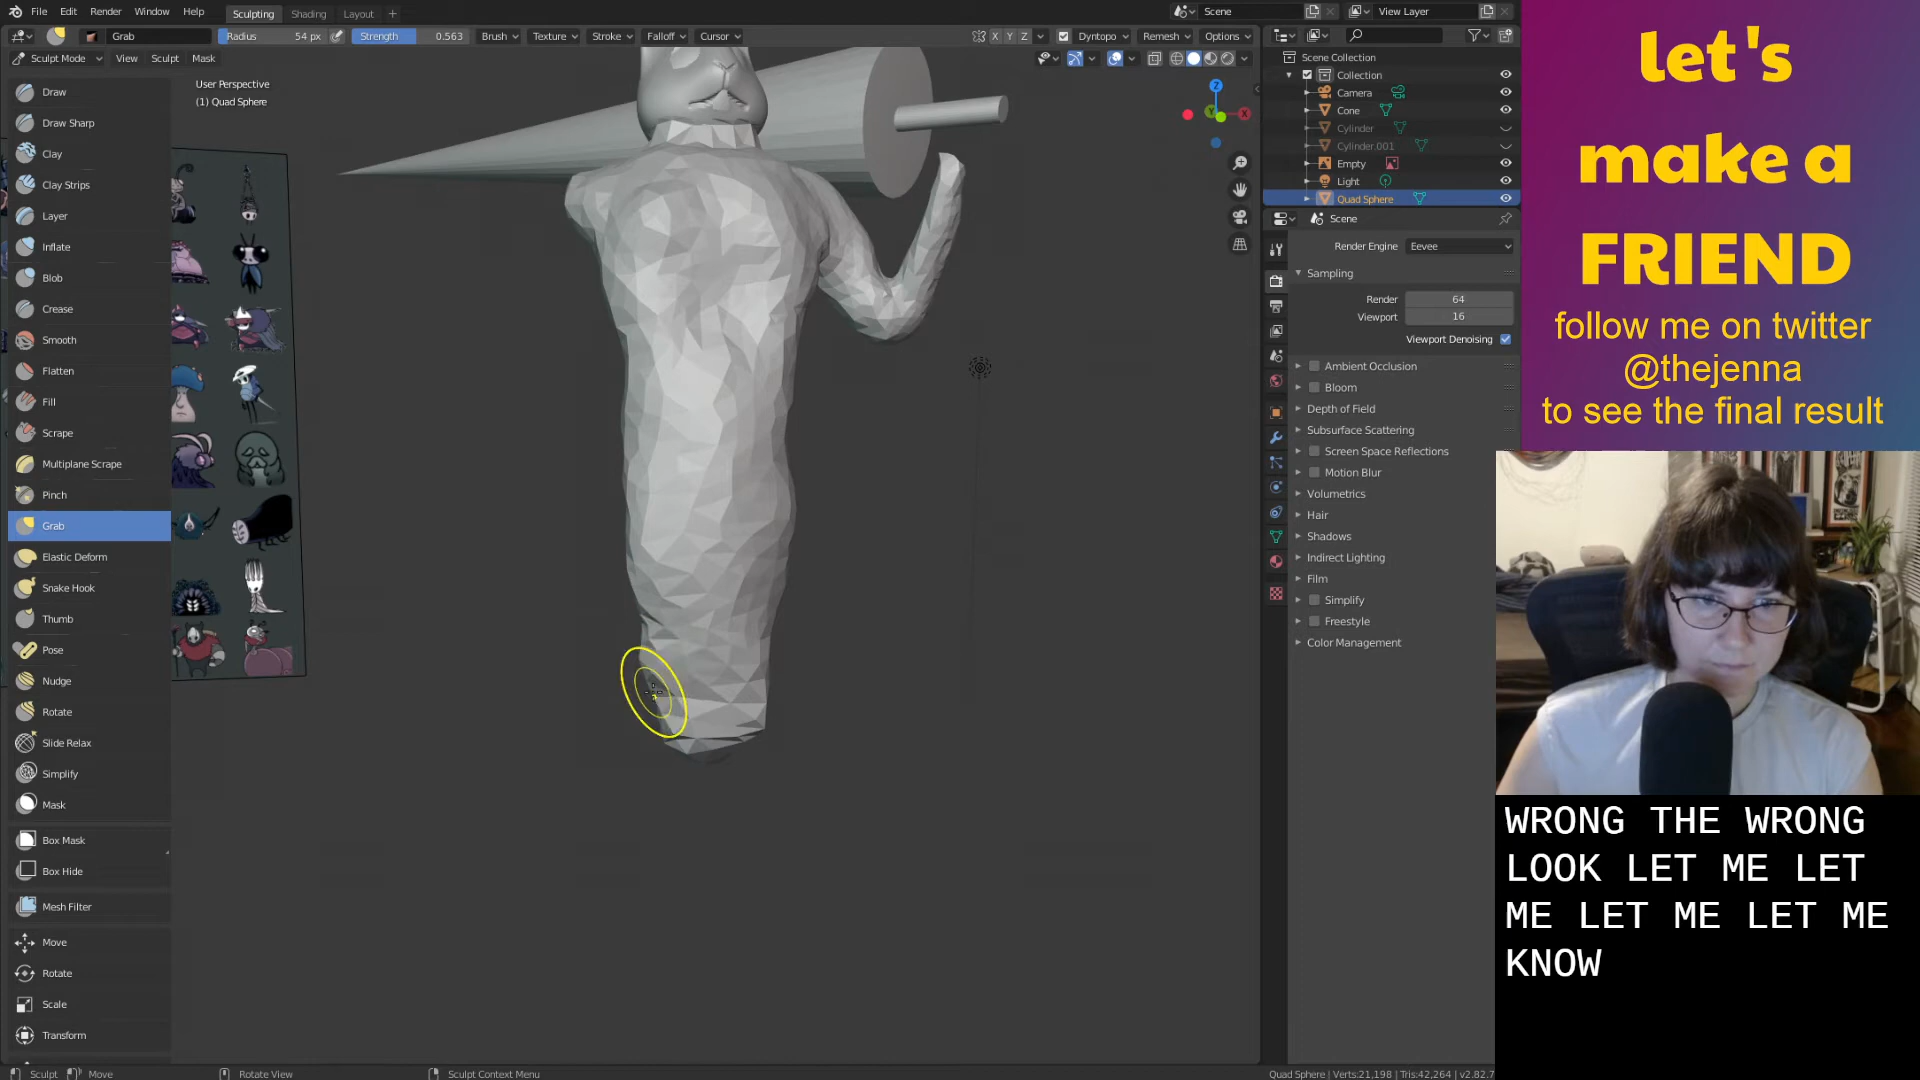 File Edit Render Window Help Sculpting Shading Layout +
Scene View Layer
Grab Radius 54 px Strength 0.563 Brush Texture Stroke Falloff Cursor X Y Z Dyntopo Remesh Options
Sculpt Mode View Sculpt Mask
User Perspective
(1) Quad Sphere
Draw
Draw Sharp
Clay
Clay Strips
Layer
Inflate
Blob
Crease
Smooth
Flatten
Fill
Scrape
Multiplane Scrape
Pinch
Grab
Elastic Deform
Snake Hook
Thumb
Pose
Nudge
Rotate
Slide Relax
Simplify
Mask
Box Mask
Box Hide
Mesh Filter
Move
Rotate
Scale
Transform
Z
X
Y
Scene Collection
Collection
Camera
Cone
Cylinder
Cylinder.001
Empty
Light
Quad Sphere
Scene
Render Engine Eevee
Sampling
Render 64
Viewport 16
Viewport Denoising
Ambient Occlusion
Bloom
Depth of Field
Subsurface Scattering
Screen Space Reflections
Motion Blur
Volumetrics
Hair
Shadows
Indirect Lighting
Film
Simplify
Freestyle
Color Management
let's
make a
FRIEND
follow me on twitter
@thejenna
to see the final result
WRONG THE WRONG
LOOK LET ME LET
ME LET ME LET ME
KNOW
Sculpt Move Rotate View Sculpt Context Menu
Quad Sphere | Verts:21,198 | Tris:42,264 | v2.82.7